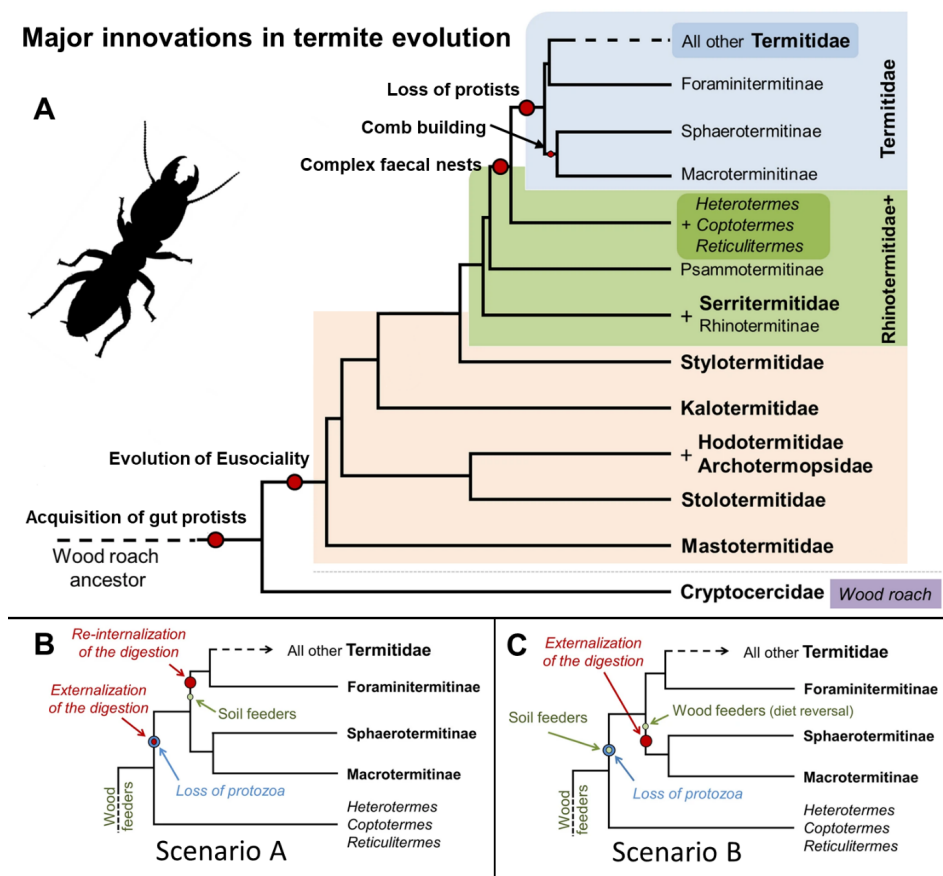 Major innovations in termite evolution
A
All other Termitidae
Foraminitermitinae
Loss of protists
Comb building
Sphaerotermitinae
Complex faecal nests
Macroterminitinae
Termitidae
Heterotermes
+ Coptotermes
Reticulitermes
Psammotermitinae
+ Serritermitidae
Rhinotermitinae
Rhinotermitidae+
Stylotermitidae
Kalotermitidae
Evolution of Eusociality
+ Hodotermitidae
Archotermopsidae
Stolotermitidae
Acquisition of gut protists
Wood roach
ancestor
Mastotermitidae
Cryptocercidae Wood roach
B
Re-internalization
of the digestion
All other Termitidae
Externalization
of the digestion
Foraminitermitinae
Soil feeders
Sphaerotermitinae
Macrotermitinae
Loss of protozoa
Wood
feeders
Heterotermes
Coptotermes
Reticulitermes
Scenario A
C
Externalization
of the digestion
All other Termitidae
Foraminitermitinae
Soil feeders
Wood feeders (diet reversal)
Sphaerotermitinae
Macrotermitinae
Loss of protozoa
Wood
feeders
Heterotermes
Coptotermes
Reticulitermes
Scenario B